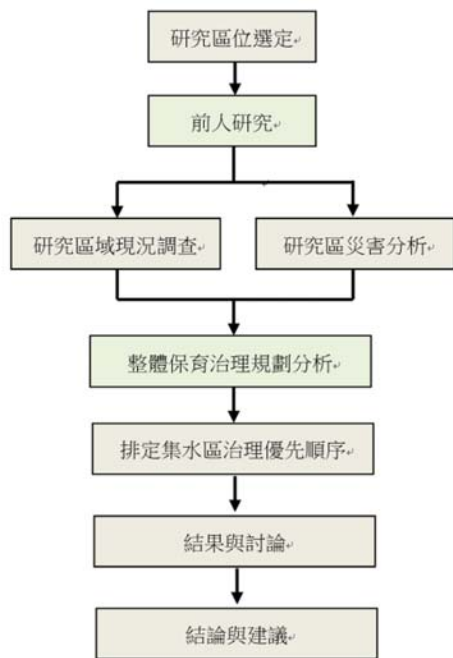 研究區位選定
前人研究
研究區域現況調查
研究區災害分析
整體保育治理規劃分析
排定集水區治理優先順序
結果與討論
結論與建議